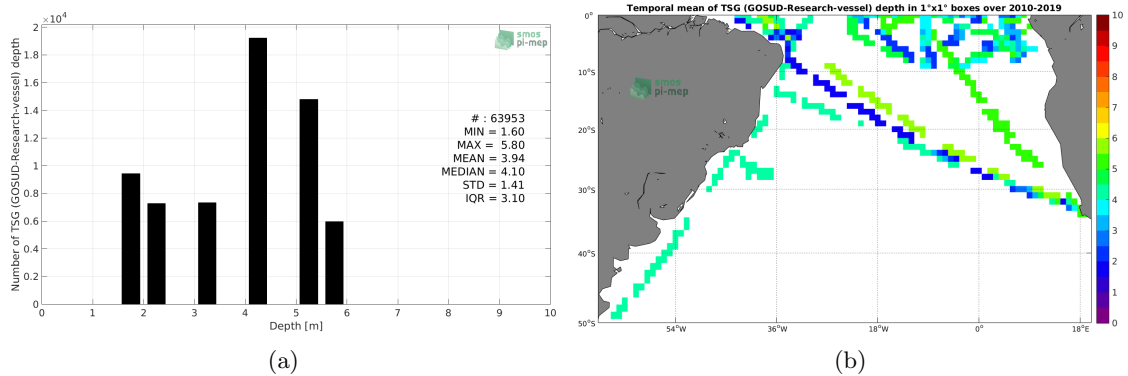 ×10⁴
2
1.8
1.6
1.4
1.2
1
0.8
0.6
0.4
0.2
0
Number of TSG (GOSUD-Research-vessel) depth
smos
pi-mep
# : 63953
MIN = 1.60
MAX = 5.80
MEAN = 3.94
MEDIAN = 4.10
STD = 1.41
IQR = 3.10
0 1 2 3 4 5 6 7 8 9 10
Depth [m]
(a)
Temporal mean of TSG (GOSUD-Research-vessel) depth in 1°x1° boxes over 2010-2019
0°
10°S
20°S
30°S
40°S
50°S
smos
pi-mep
54°W 36°W 18°W 0° 18°E
10
9
8
7
6
5
4
3
2
1
0
(b)